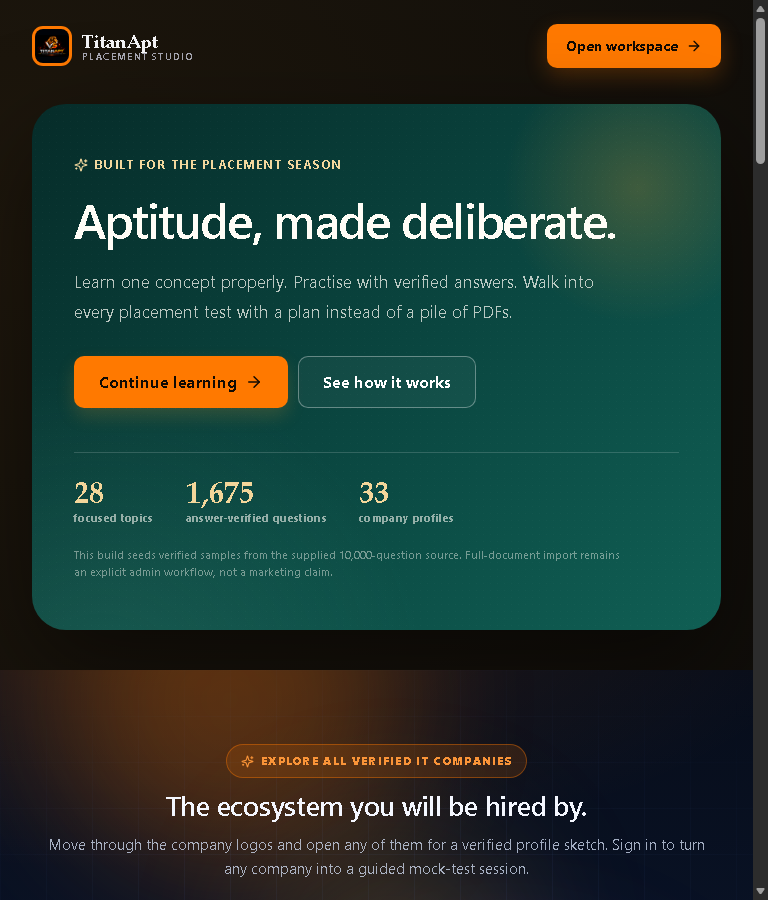 TitanApt
PLACEMENT STUDIO
Open workspace
BUILT FOR THE PLACEMENT SEASON
Aptitude, made deliberate.
Learn one concept properly. Practise with verified answers. Walk into
every placement test with a plan instead of a pile of PDFs.
Continue learning
See how it works
28
focused topics
1,675
answer-verified questions
33
company profiles
This build seeds verified samples from the supplied 10,000-question source. Full-document import remains
an explicit admin workflow, not a marketing claim.
EXPLORE ALL VERIFIED IT COMPANIES
The ecosystem you will be hired by.
Move through the company logos and open any of them for a verified profile sketch. Sign in to turn
any company into a guided mock-test session.